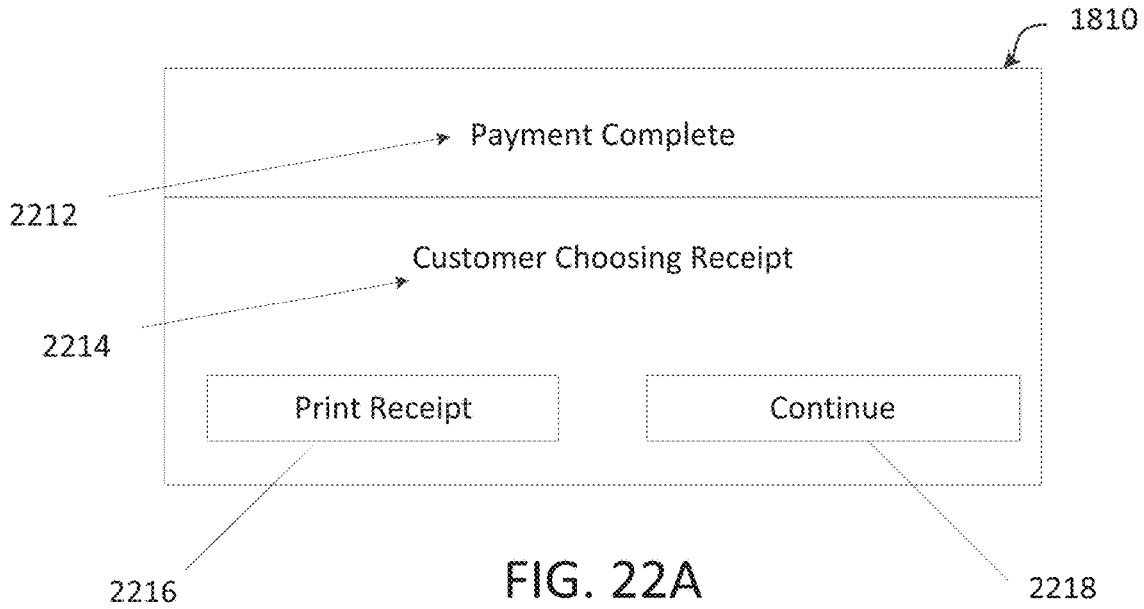 1810
Payment Complete
2212
Customer Choosing Receipt
2214
Print Receipt
Continue
2216
FIG. 22A
2218